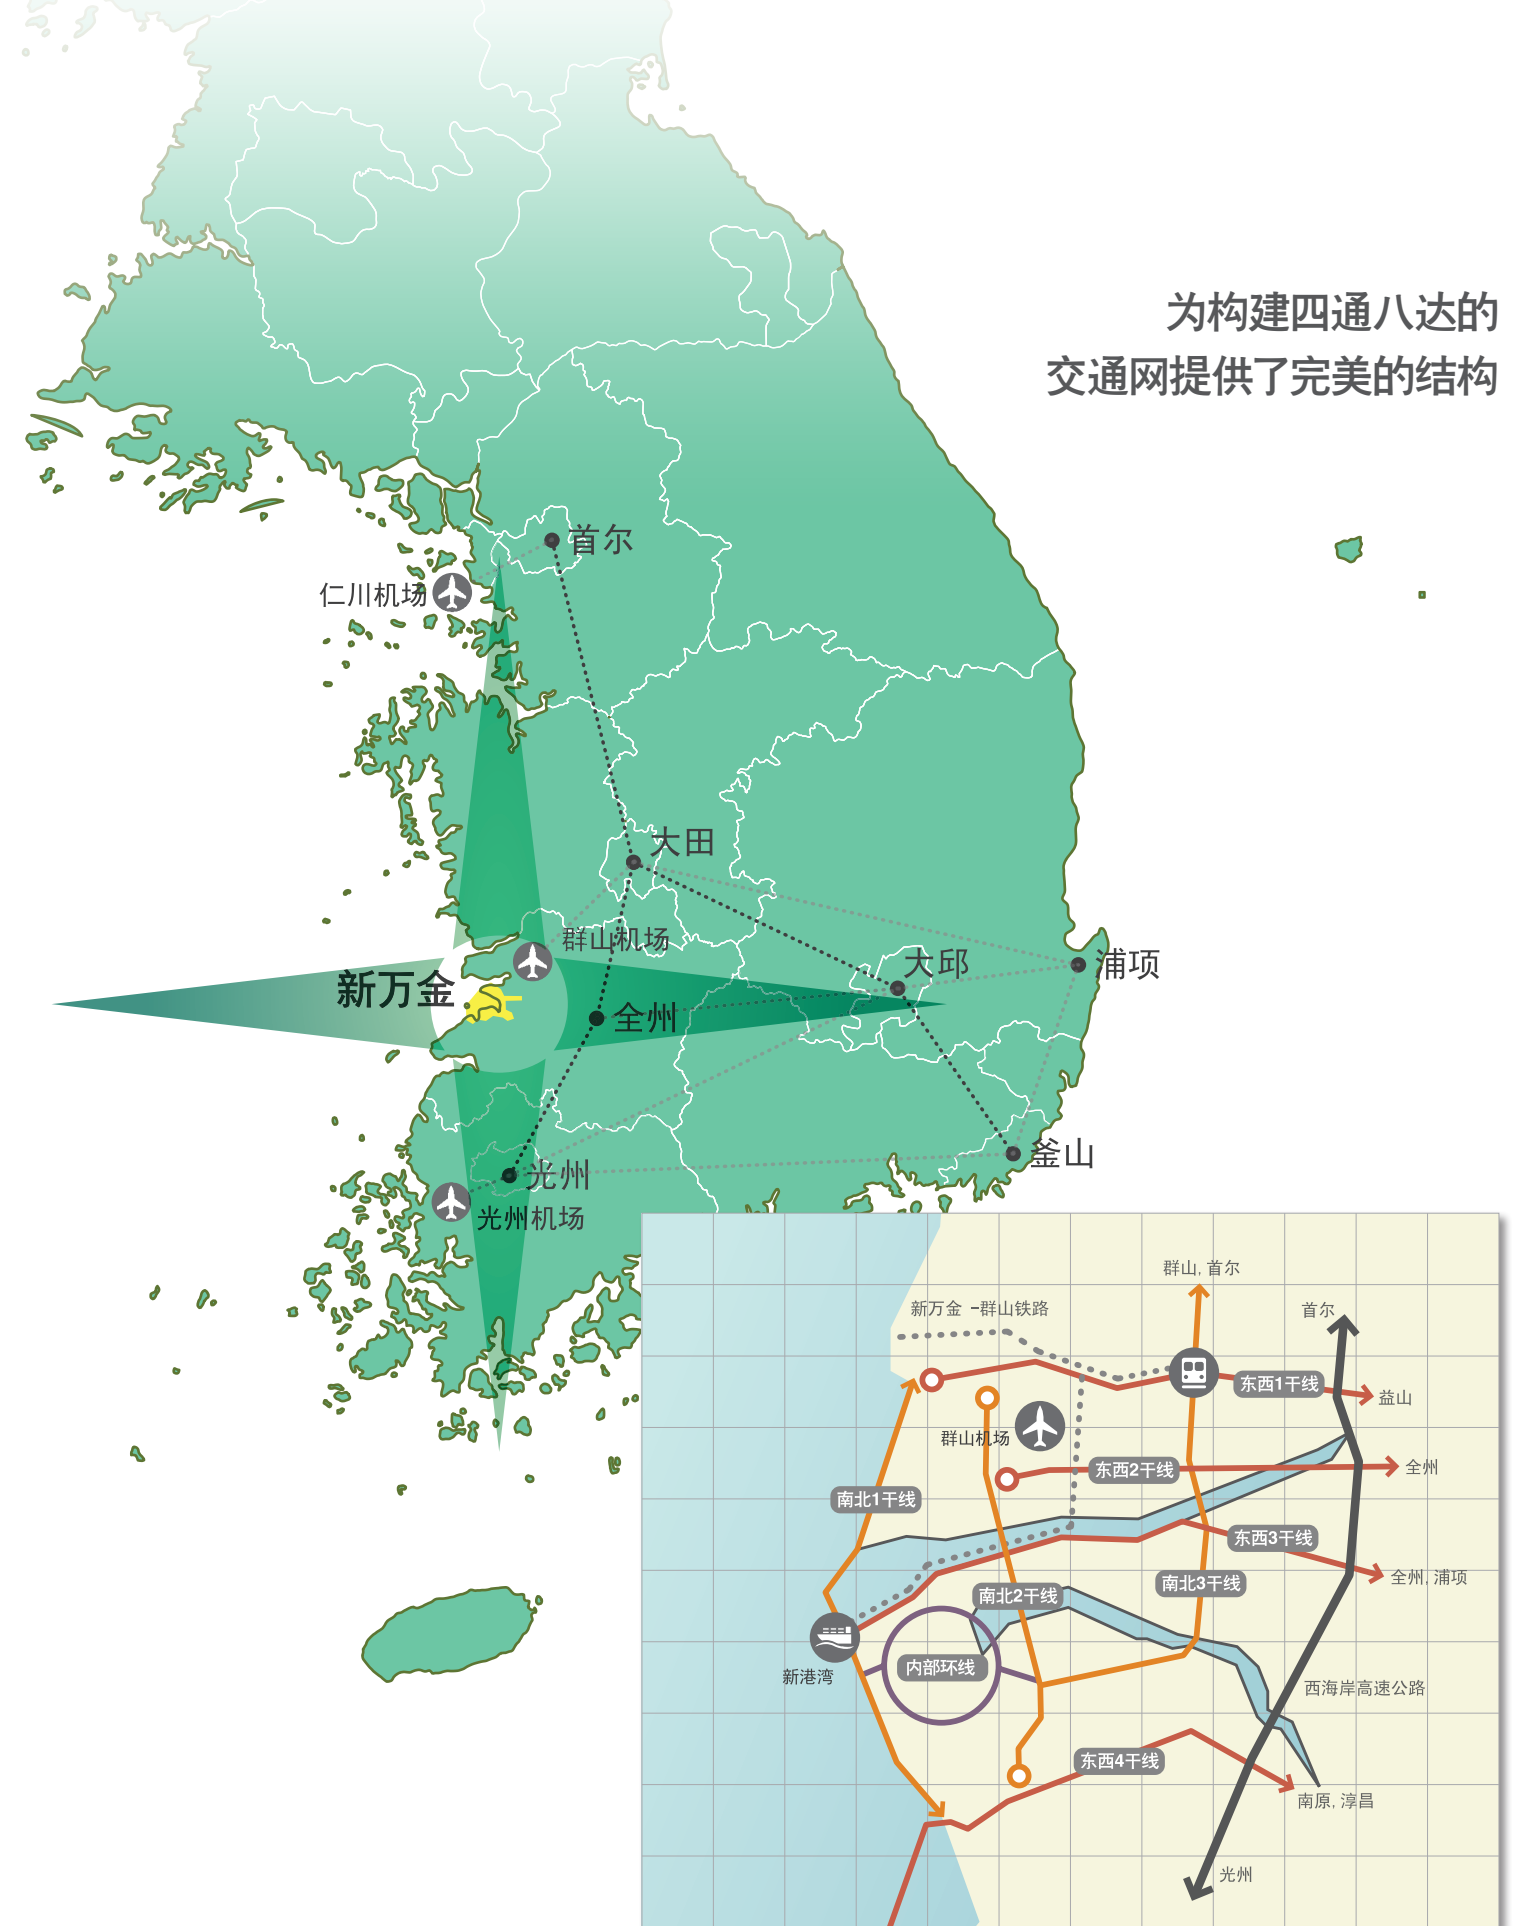 为构建四通八达的
交通网提供了完美的结构
首尔
仁川机场
大田
群山机场
新万金
大邱
浦项
全州
釜山
光州
光州机场
群山, 首尔
新万金 -群山铁路
首尔
东西1干线
益山
群山机场
东西2干线
全州
南北1干线
东西3干线
南北2干线
南北3干线
全州, 浦项
新港湾
内部环线
西海岸高速公路
东西4干线
南原, 淳昌
光州